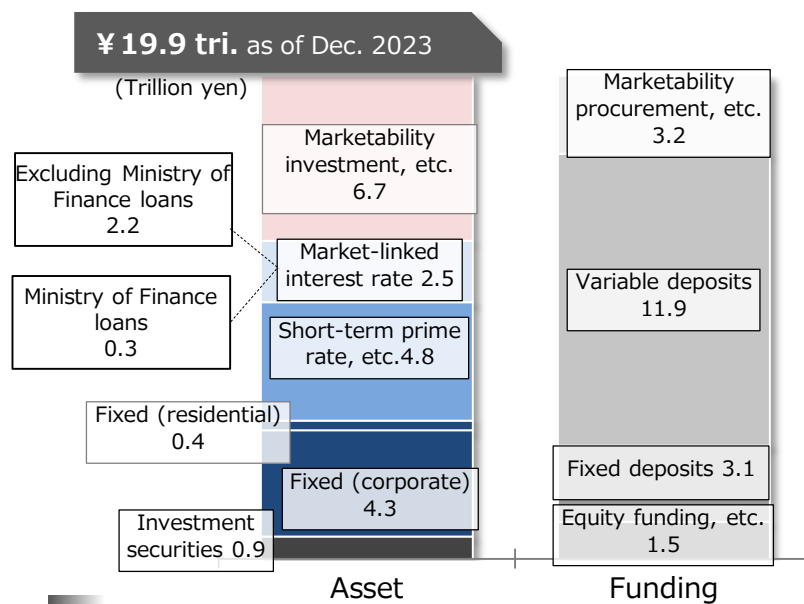 ¥ 19.9 tri. as of Dec. 2023
(Trillion yen)
Marketability
investment, etc.
6.7
Excluding Ministry of
Finance loans
2.2
Market-linked
interest rate 2.5
Ministry of Finance
loans
0.3
Short-term prime
rate, etc.4.8
Fixed (residential)
0.4
Fixed (corporate)
4.3
Investment
securities 0.9
Asset
Marketability
procurement, etc.
3.2
Variable deposits
11.9
Fixed deposits 3.1
Equity funding, etc.
1.5
Funding